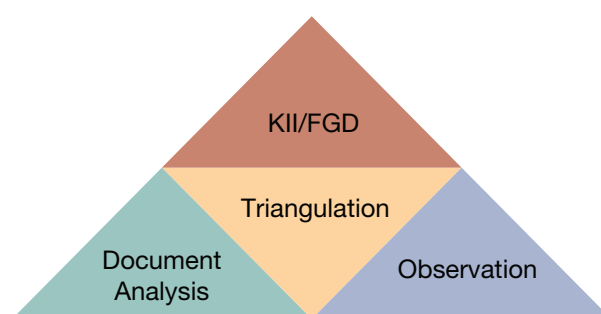 KII/FGD
Triangulation
Document
Analysis
Observation